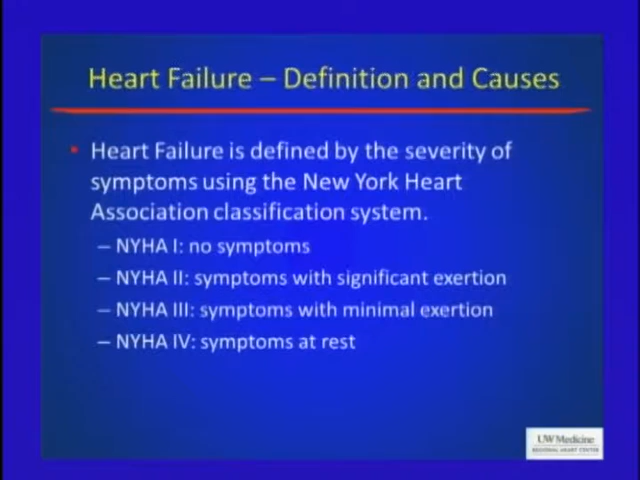 Heart Failure – Definition and Causes
Heart Failure is defined by the severity of
symptoms using the New York Heart
Association classification system.
– NYHA I: no symptoms
– NYHA II: symptoms with significant exertion
– NYHA III: symptoms with minimal exertion
– NYHA IV: symptoms at rest
UW Medicine
REGIONAL HEART CENTER